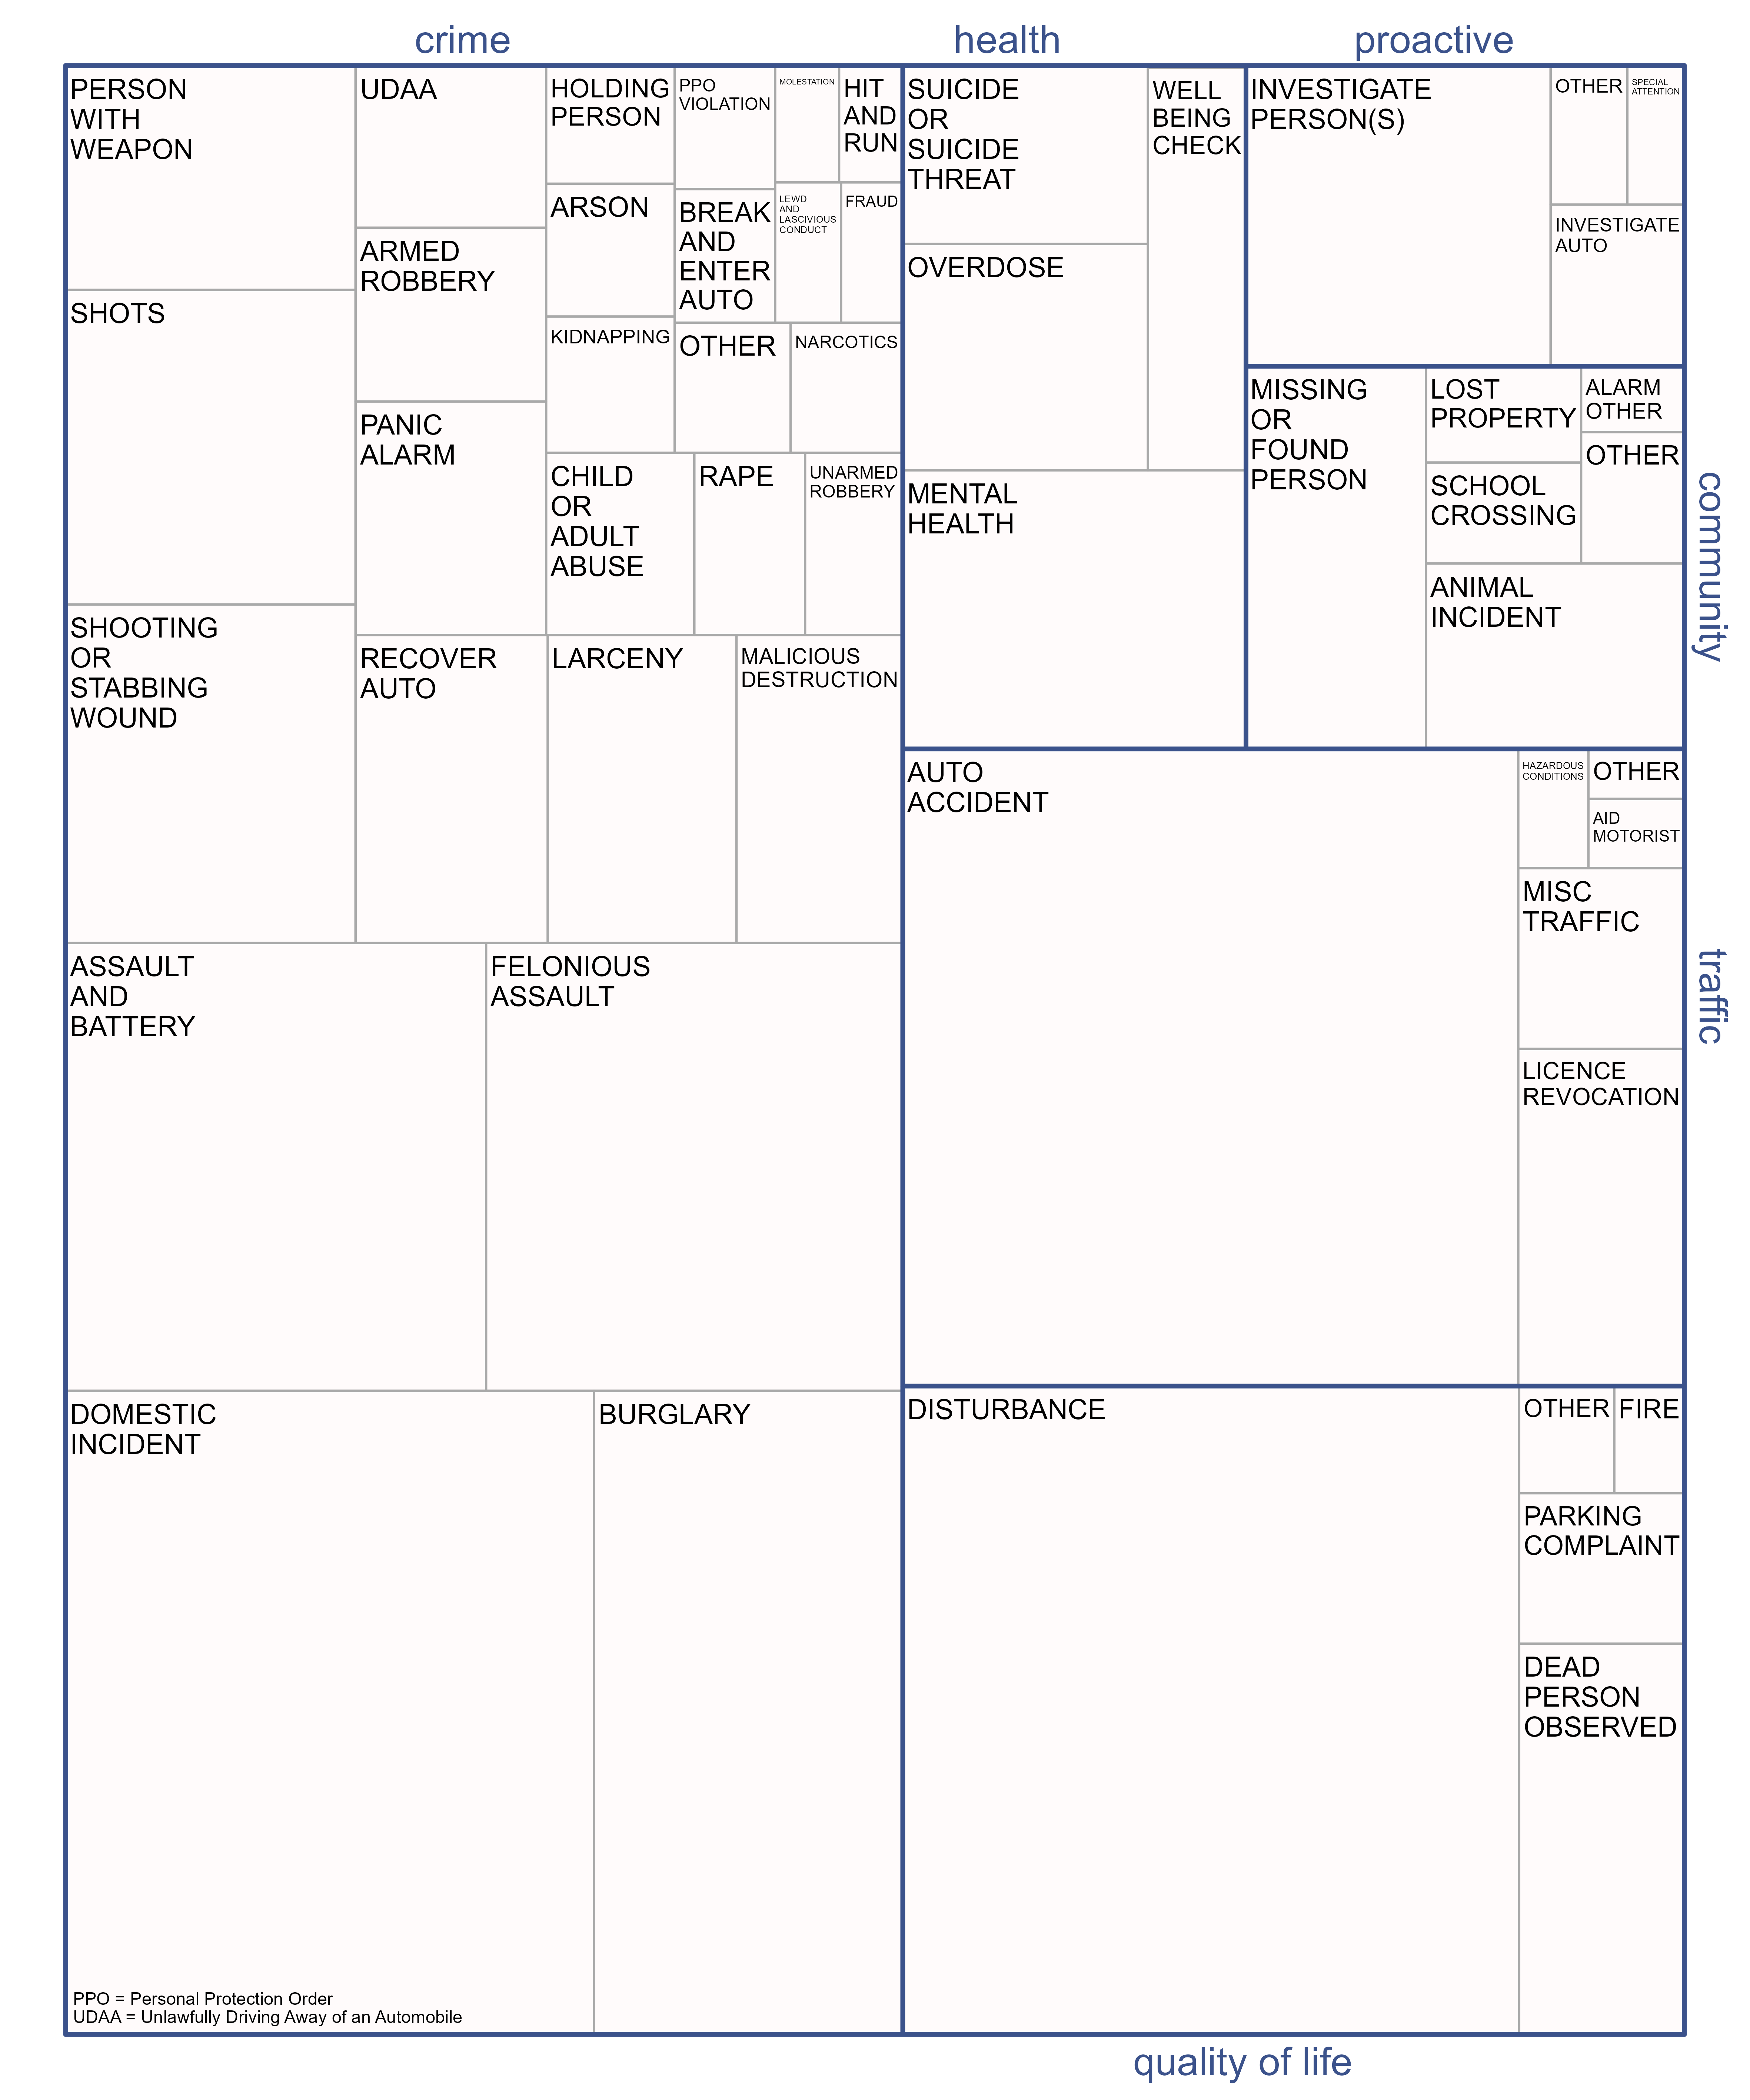 crime
health
proactive
PERSON
WITH
WEAPON
SHOTS
SHOOTING
OR
STABBING
WOUND
UDAA
ARMED
ROBBERY
PANIC
ALARM
RECOVER
AUTO
HOLDING
PERSON
ARSON
KIDNAPPING
PPO
VIOLATION
BREAK
AND
ENTER
AUTO
MOLESTATION
HIT
AND
RUN
LEWD
AND
LASCIVIOUS
CONDUCT
FRAUD
OTHER
NARCOTICS
CHILD
OR
ADULT
ABUSE
RAPE
UNARMED
ROBBERY
LARCENY
MALICIOUS
DESTRUCTION
ASSAULT
AND
BATTERY
FELONIOUS
ASSAULT
DOMESTIC
INCIDENT
BURGLARY
PPO = Personal Protection Order
UDAA = Unlawfully Driving Away of an Automobile
SUICIDE
OR
SUICIDE
THREAT
WELL
BEING
CHECK
OVERDOSE
MENTAL
HEALTH
INVESTIGATE
PERSON(S)
OTHER
SPECIAL
ATTENTION
INVESTIGATE
AUTO
MISSING
OR
FOUND
PERSON
LOST
PROPERTY
ALARM
OTHER
OTHER
SCHOOL
CROSSING
ANIMAL
INCIDENT
community
AUTO
ACCIDENT
HAZARDOUS
CONDITIONS
OTHER
AID
MOTORIST
MISC
TRAFFIC
LICENCE
REVOCATION
traffic
DISTURBANCE
OTHER
FIRE
PARKING
COMPLAINT
DEAD
PERSON
OBSERVED
quality of life